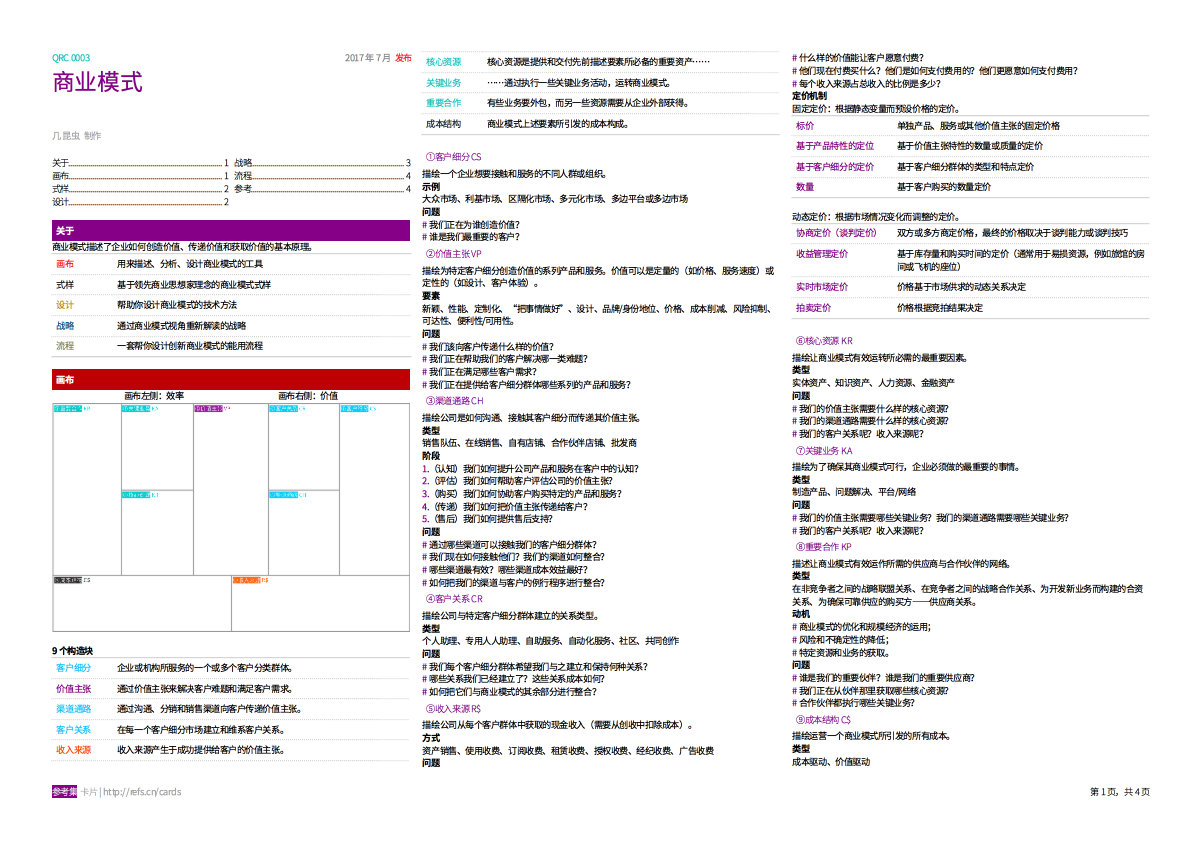 QRC 0003
2017年7月 发布
商业模式
几昆虫 制作
关于 1
画布 1
式样 2
设计 2
战略 3
流程 4
参考 4
关于
商业模式描述了企业如何创造价值、传递价值和获取价值的基本原理。
画布 用来描述、分析、设计商业模式的工具
式样 基于领先商业思想家理念的商业模式式样
设计 帮助你设计商业模式的技术方法
战略 通过商业模式视角重新解读的战略
流程 一套帮你设计创新商业模式的能用流程
画布
画布左侧：效率 画布右侧：价值
9个构造块
客户细分 企业或机构所服务的一个或多个客户分类群体。
价值主张 通过价值主张来解决客户难题和满足客户需求。
渠道通路 通过沟通、分销和销售渠道向客户传递价值主张。
客户关系 在每一个客户细分市场建立和维系客户关系。
收入来源 收入来源产生于成功提供给客户的价值主张。
核心资源 核心资源是提供和交付先前描述要素所必备的重要资产……
关键业务 ……通过执行一些关键业务活动，运转商业模式。
重要合作 有些业务要外包，而另一些资源需要从企业外部获得。
成本结构 商业模式上述要素所引发的成本构成。
①客户细分 CS
描绘一个企业想要接触和服务的不同人群或组织。
示例
大众市场、利基市场、区隔化市场、多元化市场、多边平台或多边市场
问题
# 我们正在为谁创造价值？
# 谁是我们最重要的客户？
②价值主张 VP
描绘为特定客户细分创造价值的系列产品和服务。价值可以是定量的（如价格、服务速度）或
定性的（如设计、客户体验）。
要素
新颖、性能、定制化、“把事情做好”、设计、品牌/身份地位、价格、成本削减、风险抑制、
可达性、便利性/可用性。
问题
# 我们该向客户传递什么样的价值？
# 我们正在帮助我们的客户解决哪一类难题？
# 我们正在满足哪些客户需求？
# 我们正在提供给客户细分群体哪些系列的产品和服务？
③渠道通路 CH
描绘公司是如何沟通、接触其客户细分而传递其价值主张。
类型
销售队伍、在线销售、自有店铺、合作伙伴店铺、批发商
阶段
1.（认知）我们如何提升公司产品和服务在客户中的认知？
2.（评估）我们如何帮助客户评估公司的价值主张？
3.（购买）我们如何协助客户购买特定的产品和服务？
4.（传递）我们如何把价值主张传递给客户？
5.（售后）我们如何提供售后支持？
问题
# 通过哪些渠道可以接触我们的客户细分群体？
# 我们现在如何接触他们？我们的渠道如何整合？
# 哪些渠道最有效？哪些渠道成本效益最好？
# 如何把我们的渠道与客户的例行程序进行整合？
④客户关系 CR
描绘公司与特定客户细分群体建立的关系类型。
类型
个人助理、专用人人助理、自助服务、自动化服务、社区、共同创作
问题
# 我们每个客户细分群体希望我们与之建立和保持何种关系？
# 哪些关系我们已经建立了？这些关系成本如何？
# 如何把它们与商业模式的其余部分进行整合？
⑤收入来源 R$
描绘公司从每个客户群体中获取的现金收入（需要从创收中扣除成本）。
方式
资产销售、使用收费、订阅收费、租赁收费、授权收费、经纪收费、广告收费
问题
# 什么样的价值能让客户愿意付费？
# 他们现在付费买什么？他们是如何支付费用的？他们更愿意如何支付费用？
# 每个收入来源占总收入的比例是多少？
定价机制
固定定价：根据静态变量而预设价格的定价。
标价 单独产品、服务或其他价值主张的固定价格
基于产品特性的定位 基于价值主张特性的数量或质量的定价
基于客户细分的定价 基于客户细分群体的类型和特点定价
数量 基于客户购买的数量定价
动态定价：根据市场情况变化而调整的定价。
协商定价（谈判定价） 双方或多方商定价格，最终的价格取决于谈判能力或谈判技巧
收益管理定价 基于库存量和购买时间的定价（通常用于易损资源，例如旅馆的房
间或飞机的座位）
实时市场定价 价格基于市场供求的动态关系决定
拍卖定价 价格根据竞拍结果决定
⑥核心资源 KR
描绘让商业模式有效运转所必需的最重要因素。
类型
实体资产、知识资产、人力资源、金融资产
问题
# 我们的价值主张需要什么样的核心资源？
# 我们的渠道通路需要什么样的核心资源？
# 我们的客户关系呢？收入来源呢？
⑦关键业务 KA
描绘为了确保其商业模式可行，企业必须做的最重要的事情。
类型
制造产品、问题解决、平台/网络
问题
# 我们的价值主张需要哪些关键业务？我们的渠道通路需要哪些关键业务？
# 我们的客户关系呢？收入来源呢？
⑧重要合作 KP
描述让商业模式有效运作所需的供应商与合作伙伴的网络。
类型
在非竞争者之间的战略联盟关系、在竞争者之间的战略合作关系、为开发新业务而构建的合资
关系、为确保可靠供应的购买方——供应商关系。
动机
# 商业模式的优化和规模经济的运用；
# 风险和不确定性的降低；
# 特定资源和业务的获取。
问题
# 谁是我们的重要伙伴？谁是我们的重要供应商？
# 我们正在从伙伴那里获取哪些核心资源？
# 合作伙伴都执行哪些关键业务？
⑨成本结构 C$
描绘运营一个商业模式所引发的所有成本。
类型
成本驱动、价值驱动
参考集 卡片 | http://refs.cn/cards
第1页，共4页